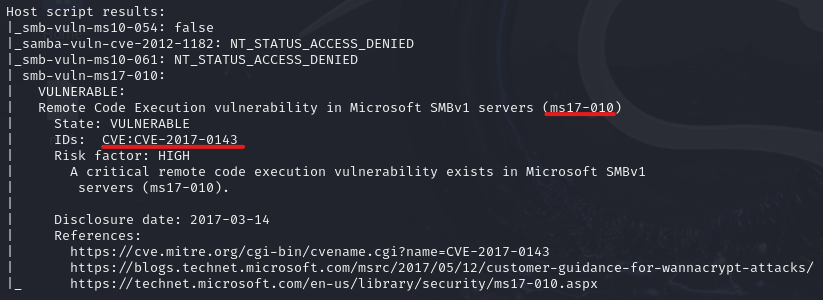 Host script results:
|_smb-vuln-ms10-054: false
|_samba-vuln-cve-2012-1182: NT_STATUS_ACCESS_DENIED
|_smb-vuln-ms10-061: NT_STATUS_ACCESS_DENIED
| smb-vuln-ms17-010:
|   VULNERABLE:
|   Remote Code Execution vulnerability in Microsoft SMBv1 servers (ms17-010)
|     State: VULNERABLE
|     IDs:  CVE:CVE-2017-0143
|     Risk factor: HIGH
|       A critical remote code execution vulnerability exists in Microsoft SMBv1
|        servers (ms17-010).
|
|     Disclosure date: 2017-03-14
|     References:
|       https://cve.mitre.org/cgi-bin/cvename.cgi?name=CVE-2017-0143
|       https://blogs.technet.microsoft.com/msrc/2017/05/12/customer-guidance-for-wannacrypt-attacks/
|_      https://technet.microsoft.com/en-us/library/security/ms17-010.aspx